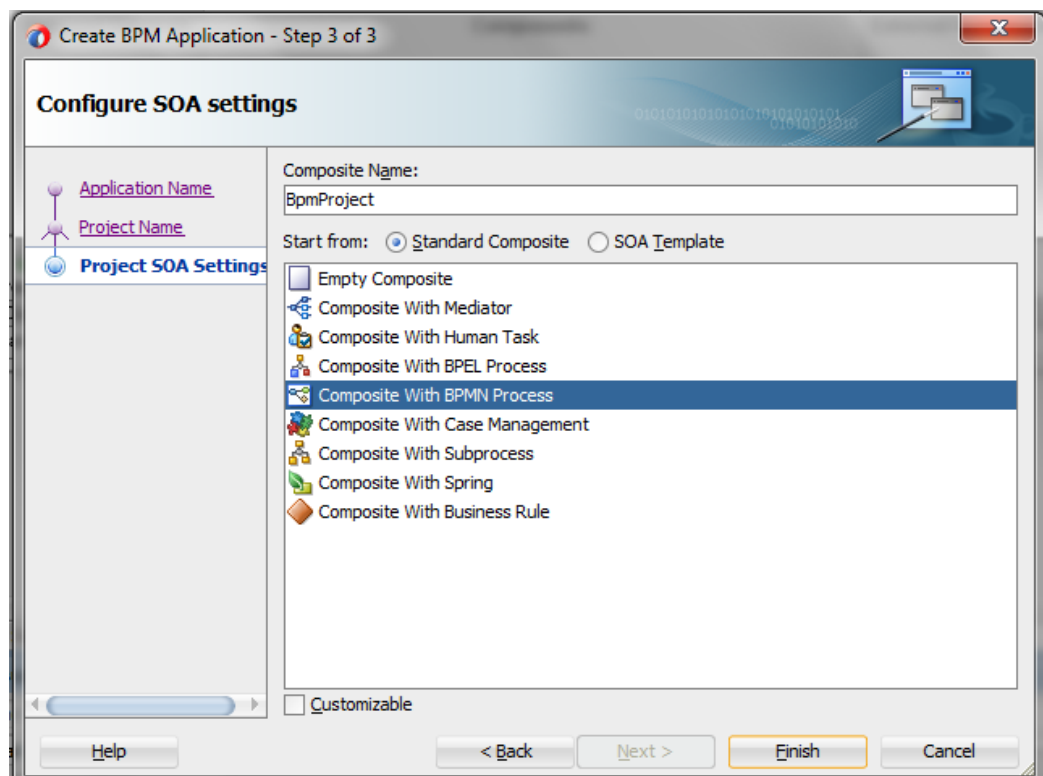 Create BPM Application - Step 3 of 3
Configure SOA settings
Application Name
Project Name
Project SOA Settings
Composite Name:
BpmProject
Start from: Standard Composite SOA Template
Empty Composite
Composite With Mediator
Composite With Human Task
Composite With BPEL Process
Composite With BPMN Process
Composite With Case Management
Composite With Subprocess
Composite With Spring
Composite With Business Rule
Customizable
Help < Back Next > Finish Cancel